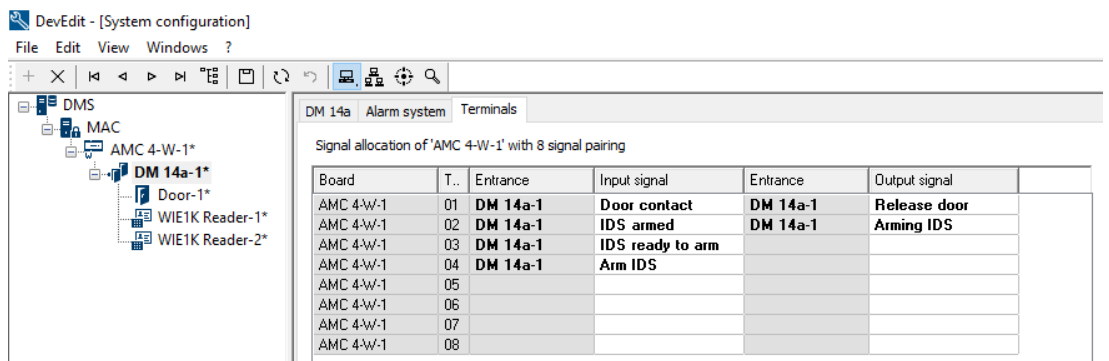 DevEdit - [System configuration]
File Edit View Windows ?
DMS
MAC
AMC 4-W-1*
DM 14a-1*
Door-1*
WIE1K Reader-1*
WIE1K Reader-2*
DM 14a Alarm system Terminals
Signal allocation of 'AMC 4-W-1' with 8 signal pairing
Board T.. Entrance Input signal Entrance Output signal
AMC 4-W-1 01 DM 14a-1 Door contact DM 14a-1 Release door
AMC 4-W-1 02 DM 14a-1 IDS armed DM 14a-1 Arming IDS
AMC 4-W-1 03 DM 14a-1 IDS ready to arm
AMC 4-W-1 04 DM 14a-1 Arm IDS
AMC 4-W-1 05
AMC 4-W-1 06
AMC 4-W-1 07
AMC 4-W-1 08